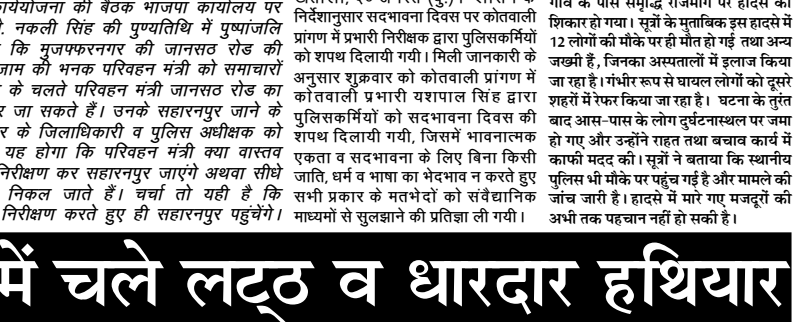 र्ययोजना की बैठक भाजपा कार्यालय पर
. नकली सिंह की पुण्यतिथि में पुष्पांजलि
कि मुजफ्फरनगर की जानसठ रोड की
जाम की भनक परिवहन मंत्री को समाचारों
के चलते परिवहन मंत्री जानसठ रोड का
र जा सकते हैं। उनके सहारनपुर जाने के
र के जिलाधिकारी व पुलिस अधीक्षक को
यह होगा कि परिवहन मंत्री क्या वास्तव
निरीक्षण कर सहारनपुर जाएंगे अथवा सीधे
निकल जाते हैं। चर्चा तो यही है कि
निरीक्षण करते हुए ही सहारनपुर पहुंचेंगे।
निर्देशानुसार सदभावना दिवस पर कोतवाली
प्रांगण में प्रभारी निरीक्षक द्वारा पुलिसकर्मियों
को शपथ दिलायी गयी। मिली जानकारी के
अनुसार शुक्रवार को कोतवाली प्रांगण में
कोतवाली प्रभारी यशपाल सिंह द्वारा
पुलिसकर्मियों को सदभावना दिवस की
शपथ दिलायी गयी, जिसमें भावनात्मक
एकता व सदभावना के लिए बिना किसी
जाति, धर्म व भाषा का भेदभाव न करते हुए
सभी प्रकार के मतभेदों को संवैद्यानिक
माध्यमों से सुलझाने की प्रतिज्ञा ली गयी।
गांव के पास समृद्धि राजमार्ग पर हादसे का
शिकार हो गया। सूत्रों के मुताबिक इस हादसे में
12 लोगों की मौके पर ही मौत हो गई तथा अन्य
जख्मी हैं, जिनका अस्पतालों में इलाज किया
जा रहा है। गंभीर रूप से घायल लोगों को दूसरे
शहरों में रेफर किया जा रहा है। घटना के तुरंत
बाद आस-पास के लोग दुर्घटनास्थल पर जमा
हो गए और उन्होंने राहत तथा बचाव कार्य में
काफी मदद की। सूत्रों ने बताया कि स्थानीय
पुलिस भी मौके पर पहुंच गई है और मामले की
जांच जारी है। हादसे में मारे गए मजदूरों की
अभी तक पहचान नहीं हो सकी है।
में चले लट्ठ व धारदार हथियार